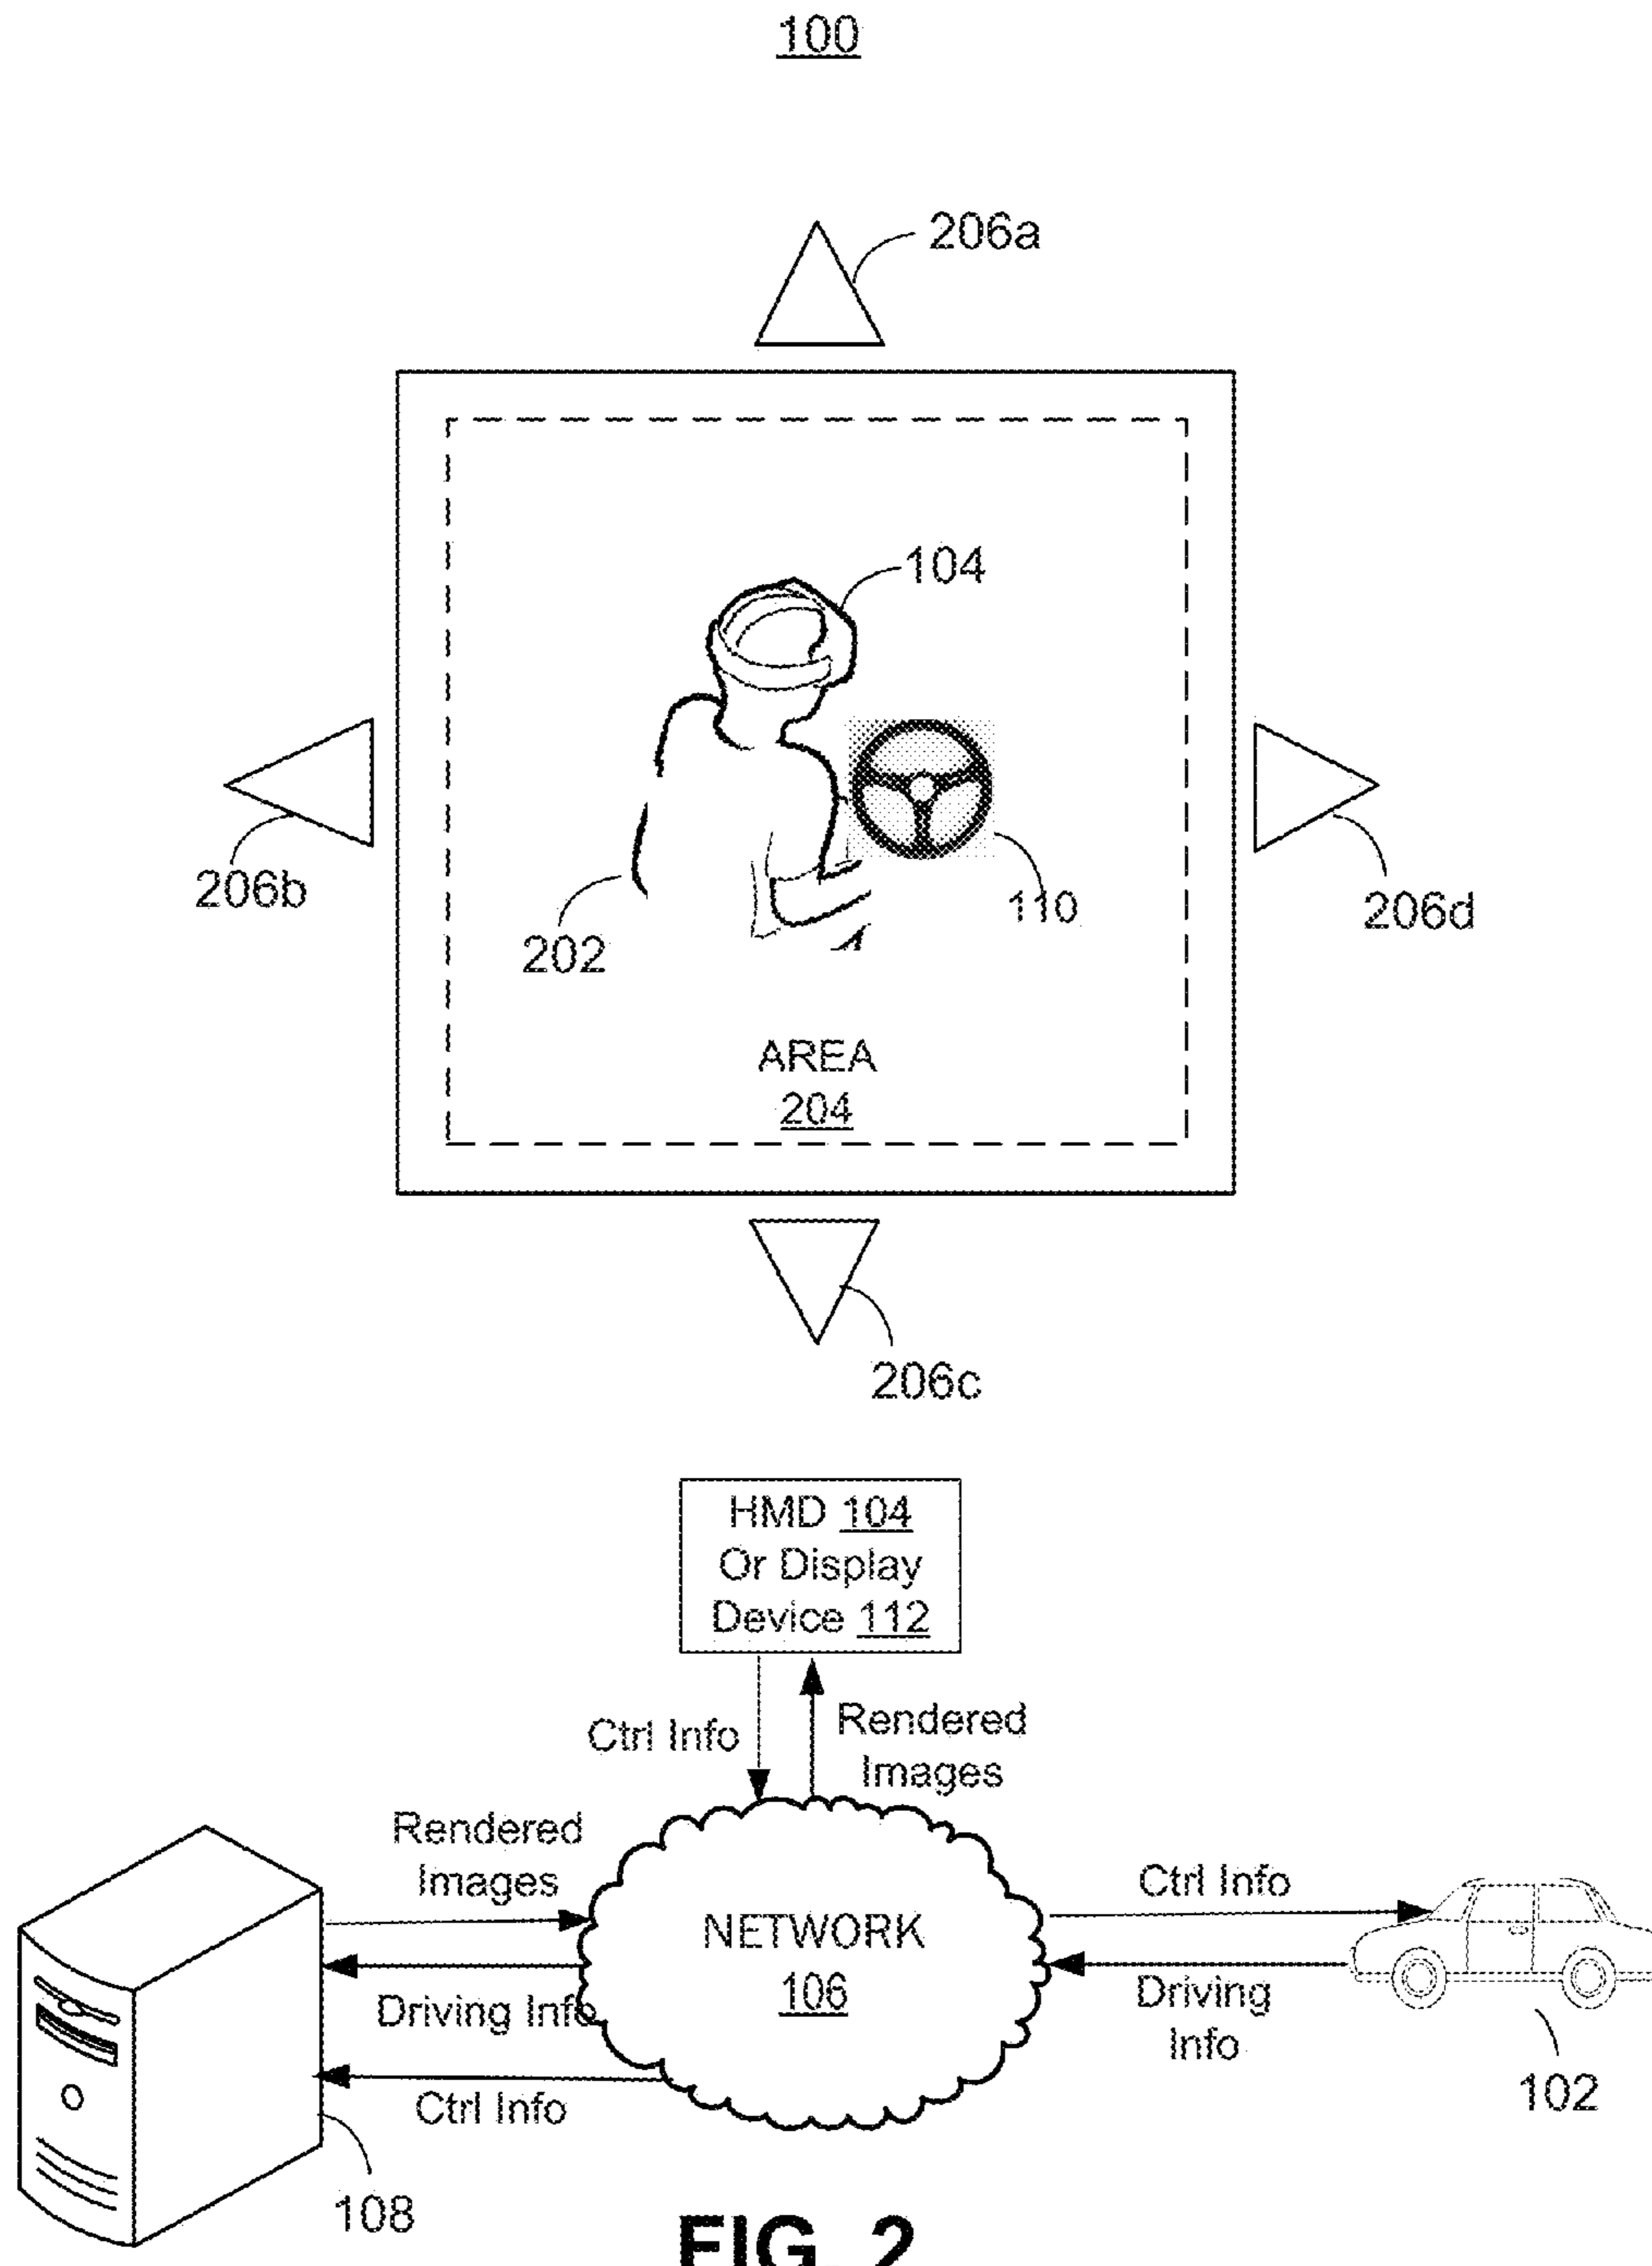 100
206a
104
206b
110
206d
202
AREA
204
206c
HMD 104
Or Display
Device 112
Ctrl Info
Rendered
Images
Rendered
Images
Ctrl Info
NETWORK
106
Driving Info
Driving
Info
Ctrl Info
102
108
FIG. 2